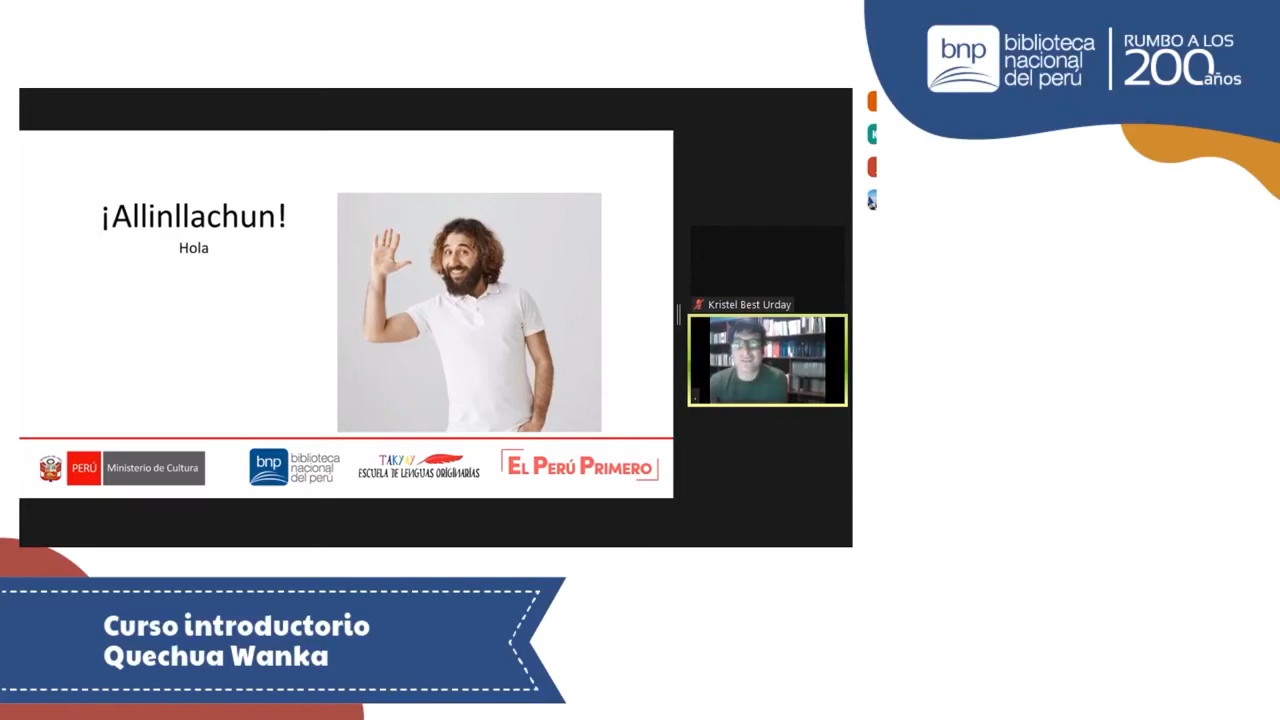 bnp
biblioteca
nacional
del perú
RUMBO A LOS
200
años
¡Allinllachun!
Hola
Kristel Best Urday
PERÚ
Ministerio de Cultura
bnp
biblioteca
nacional
del perú
TAKYAY
ESCUELA DE LENGUAS ORIGINARIAS
EL PERÚ PRIMERO
K
Curso introductorio
Quechua Wanka